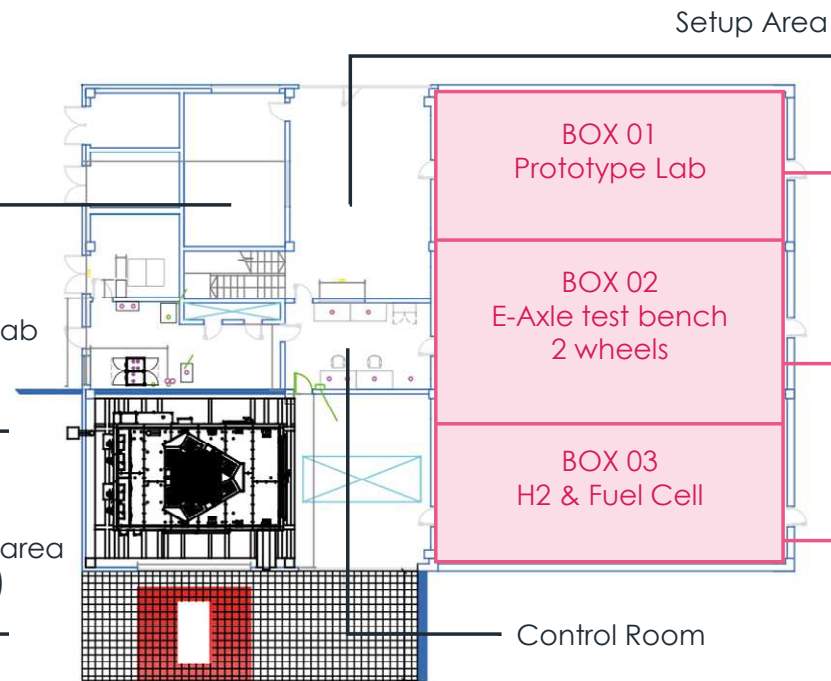 Setup Area
BOX 01
Prototype Lab
BOX 02
E-Axle test bench
2 wheels
ab
BOX 03
H2 & Fuel Cell
area
)
Control Room